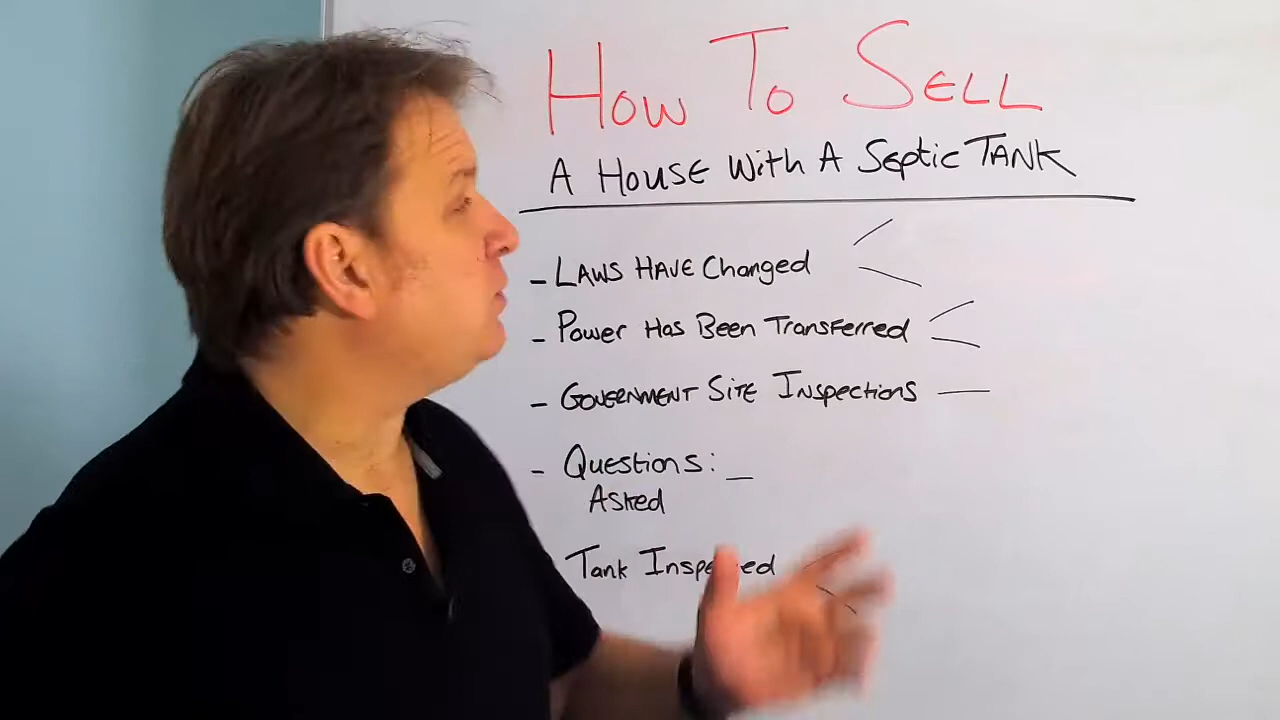 How To Sell
A House With A Septic Tank
- Laws Have Changed
- Power Has Been Transferred
- Government Site Inspections
- Questions: _
Asked
Tank